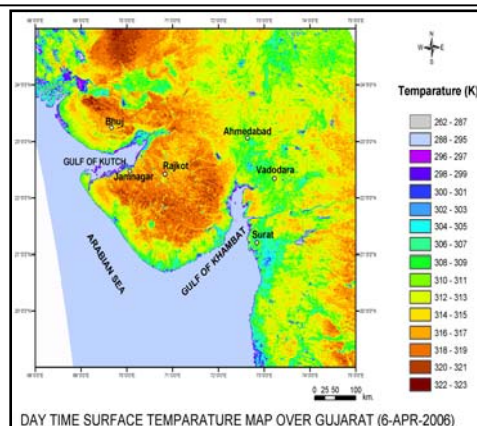 N
Temparature (K)
262 - 287
288 - 295
296 - 297
298 - 299
300 - 301
302 - 303
304 - 305
306 - 307
308 - 309
310 - 311
312 - 313
314 - 315
316 - 317
318 - 319
320 - 321
322 - 323
Bhuj
Ahmedabad
GULF OF KUTCH
Rajkot
Jamnagar
Vadodara
Surat
ARABIAN SEA
GULF OF KHAMBAT
0 25 50 100
km.
DAY TIME SURFACE TEMPARATURE MAP OVER GUJARAT (6-APR-2006)